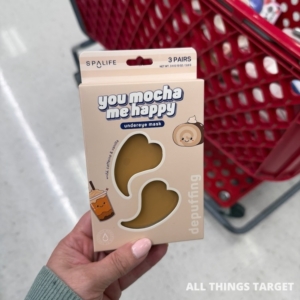 SPALIFE
3 PAIRS
you mocha
me happy
undereye mask
depuffing
ALL THINGS TARGET